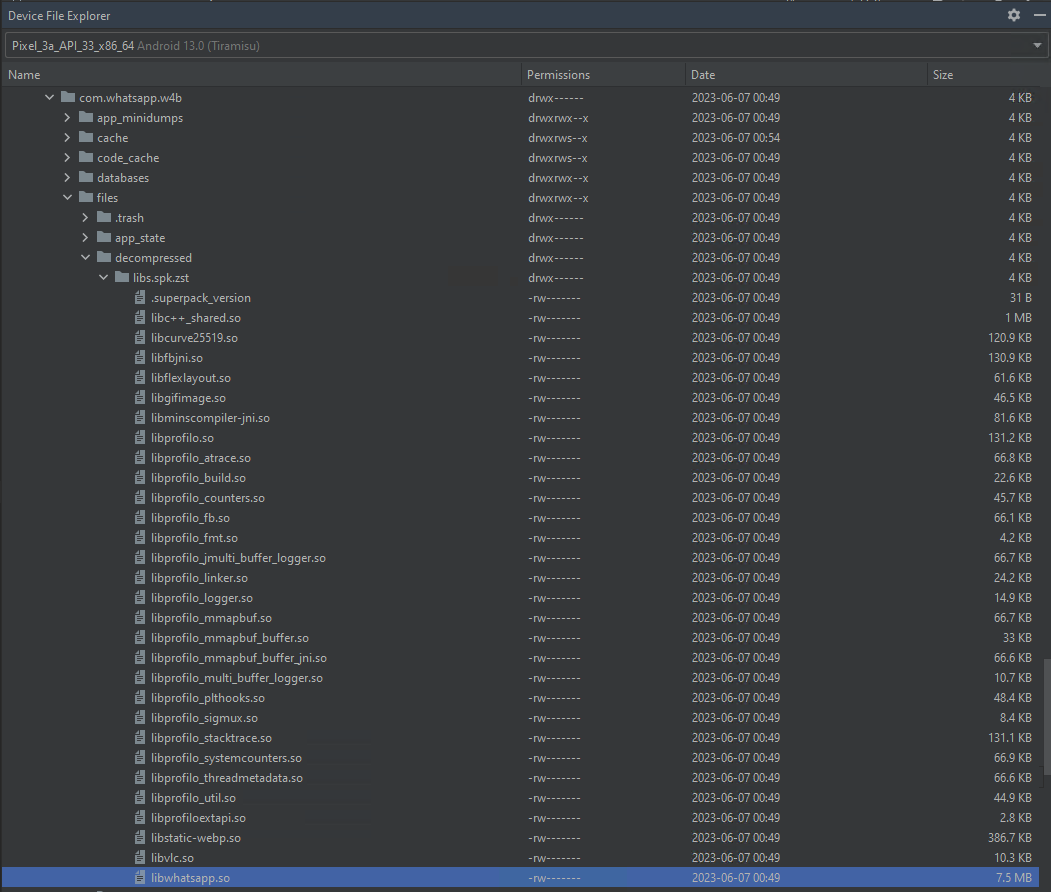 Device File Explorer
Pixel_3a_API_33_x86_64 Android 13.0 (Tiramisu)
Name Permissions Date Size
com.whatsapp.w4b drwx------ 2023-06-07 00:49 4 KB
app_minidumps drwxrwx--x 2023-06-07 00:49 4 KB
cache drwxrws--x 2023-06-07 00:54 4 KB
code_cache drwxrws--x 2023-06-07 00:49 4 KB
databases drwxrwx--x 2023-06-07 00:49 4 KB
files drwxrwx--x 2023-06-07 00:49 4 KB
.trash drwx------ 2023-06-07 00:49 4 KB
app_state drwx------ 2023-06-07 00:49 4 KB
decompressed drwx------ 2023-06-07 00:49 4 KB
libs.spk.zst drwx------ 2023-06-07 00:49 4 KB
.superpack_version -rw------- 2023-06-07 00:49 31 B
libc++_shared.so -rw------- 2023-06-07 00:49 1 MB
libcurve25519.so -rw------- 2023-06-07 00:49 120.9 KB
libfbjni.so -rw------- 2023-06-07 00:49 130.9 KB
libflexlayout.so -rw------- 2023-06-07 00:49 61.6 KB
libgifimage.so -rw------- 2023-06-07 00:49 46.5 KB
libminscompiler-jni.so -rw------- 2023-06-07 00:49 81.6 KB
libprofilo.so -rw------- 2023-06-07 00:49 131.2 KB
libprofilo_atrace.so -rw------- 2023-06-07 00:49 66.8 KB
libprofilo_build.so -rw------- 2023-06-07 00:49 22.6 KB
libprofilo_counters.so -rw------- 2023-06-07 00:49 45.7 KB
libprofilo_fb.so -rw------- 2023-06-07 00:49 66.1 KB
libprofilo_fmt.so -rw------- 2023-06-07 00:49 4.2 KB
libprofilo_jmulti_buffer_logger.so -rw------- 2023-06-07 00:49 66.7 KB
libprofilo_linker.so -rw------- 2023-06-07 00:49 24.2 KB
libprofilo_logger.so -rw------- 2023-06-07 00:49 14.9 KB
libprofilo_mmapbuf.so -rw------- 2023-06-07 00:49 66.7 KB
libprofilo_mmapbuf_buffer.so -rw------- 2023-06-07 00:49 33 KB
libprofilo_mmapbuf_buffer_jni.so -rw------- 2023-06-07 00:49 66.6 KB
libprofilo_multi_buffer_logger.so -rw------- 2023-06-07 00:49 10.7 KB
libprofilo_plthooks.so -rw------- 2023-06-07 00:49 48.4 KB
libprofilo_sigmux.so -rw------- 2023-06-07 00:49 8.4 KB
libprofilo_stacktrace.so -rw------- 2023-06-07 00:49 131.1 KB
libprofilo_systemcounters.so -rw------- 2023-06-07 00:49 66.9 KB
libprofilo_threadmetadata.so -rw------- 2023-06-07 00:49 66.6 KB
libprofilo_util.so -rw------- 2023-06-07 00:49 44.9 KB
libprofiloextapi.so -rw------- 2023-06-07 00:49 2.8 KB
libstatic-webp.so -rw------- 2023-06-07 00:49 386.7 KB
libvlc.so -rw------- 2023-06-07 00:49 10.3 KB
libwhatsapp.so -rw------- 2023-06-07 00:49 7.5 MB